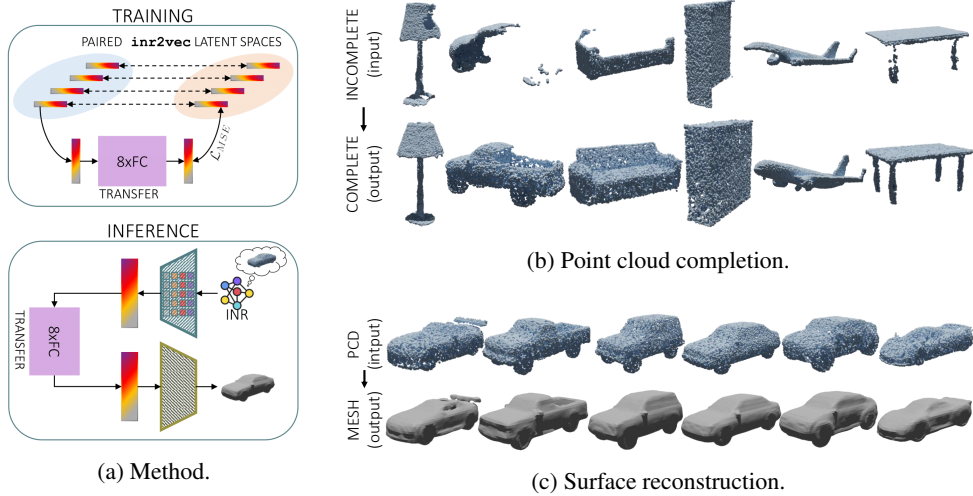 TRAINING
PAIRED inr2vec LATENT SPACES
8xFC
TRANSFER
ℒMSE
INFERENCE
INR
8xFC
TRANSFER
(a) Method.
INCOMPLETE
(input)
COMPLETE
(output)
(b) Point cloud completion.
PCD
(intput)
MESH
(output)
(c) Surface reconstruction.